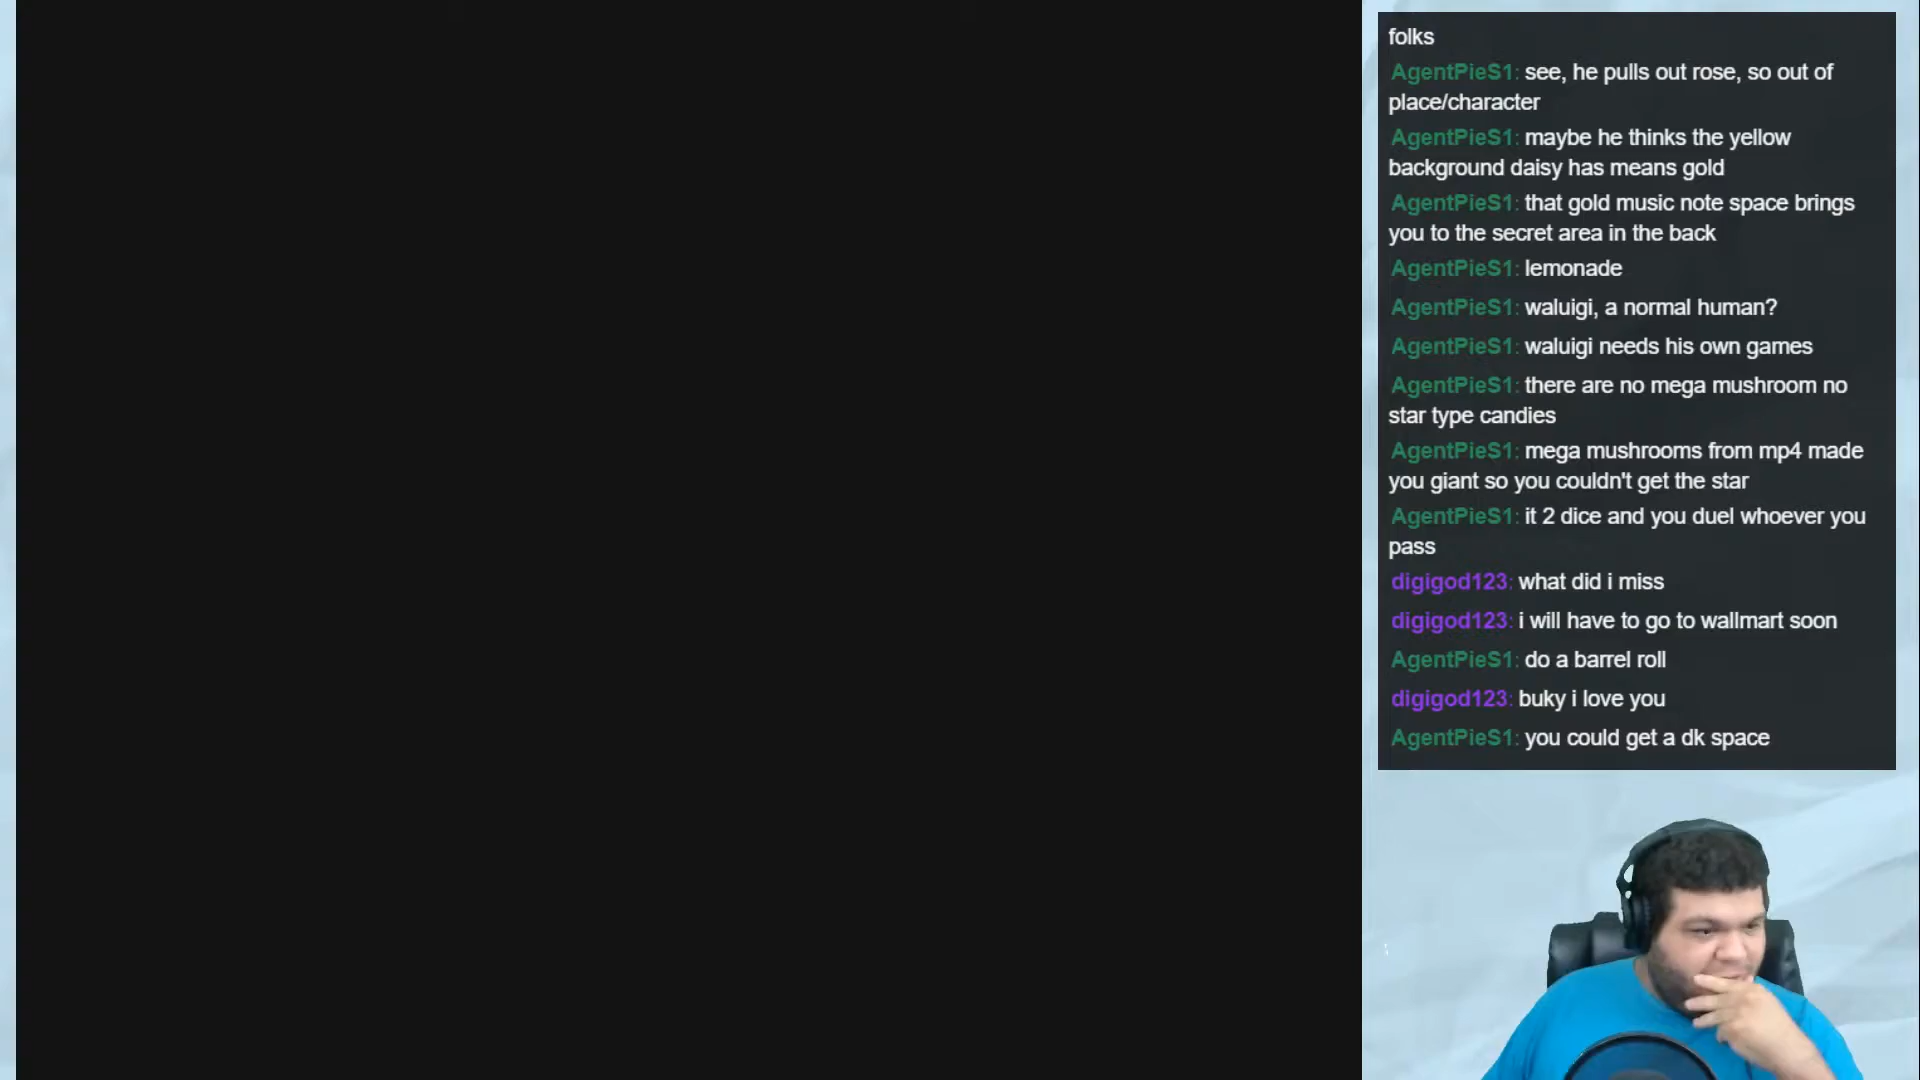 folks
AgentPieS1: see, he pulls out rose, so out of
place/character
AgentPieS1: maybe he thinks the yellow
background daisy has means gold
AgentPieS1: that gold music note space brings
you to the secret area in the back
AgentPieS1: lemonade
AgentPieS1: waluigi, a normal human?
AgentPieS1: waluigi needs his own games
AgentPieS1: there are no mega mushroom no
star type candies
AgentPieS1: mega mushrooms from mp4 made
you giant so you couldn't get the star
AgentPieS1: it 2 dice and you duel whoever you
pass
digigod123: what did i miss
digigod123: i will have to go to wallmart soon
AgentPieS1: do a barrel roll
digigod123: buky i love you
AgentPieS1: you could get a dk space